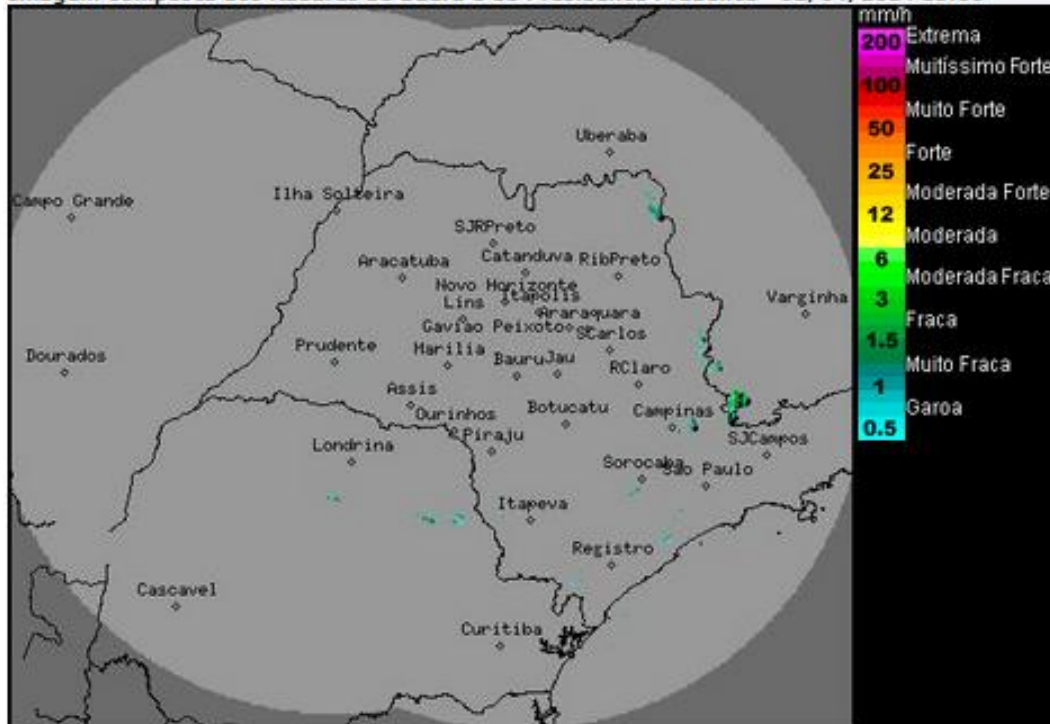 mm/h
200 Extrema
Muitíssimo Forte
100
Muito Forte
50
Forte
25
Moderada Forte
12
Moderada
6
Moderada Fraca
3
Fraca
1.5
Muito Fraca
1
Garoa
0.5
Uberaba
Campo Grande
Ilha Solteira
SJRPreto
Catanduva
RibPreto
Aracatuba
Novo Horizonte
Itapolis
Lins
Araraquara
Varginha
Gaviao Peixoto
SCarlos
Dourados
Prudente
Marilia
Bauru
Jau
RClaro
Assis
Ourinhos
Botucatu
Campinas
Piraju
SJCampos
Londrina
Sorocaba
Sao Paulo
Itapeva
Registro
Cascavel
Curitiba